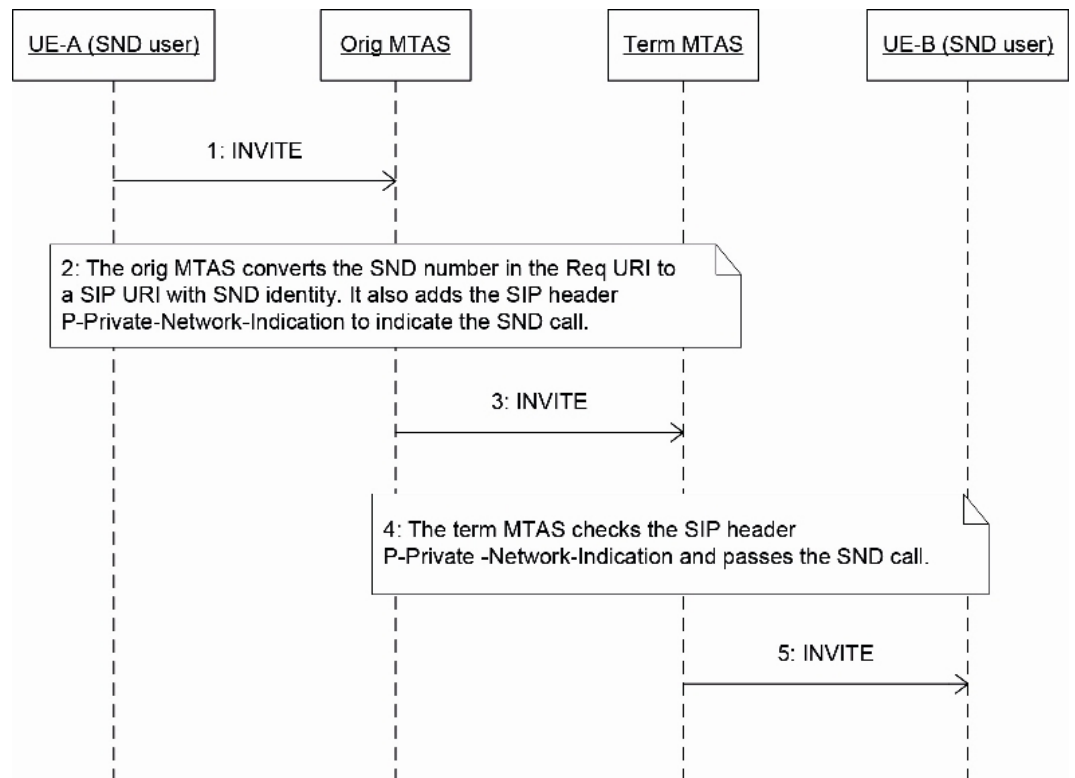 UE-A (SND user)
Orig MTAS
Term MTAS
UE-B (SND user)
1: INVITE
2: The orig MTAS converts the SND number in the Req URI to
a SIP URI with SND identity. It also adds the SIP header
P-Private-Network-Indication to indicate the SND call.
3: INVITE
4: The term MTAS checks the SIP header
P-Private -Network-Indication and passes the SND call.
5: INVITE